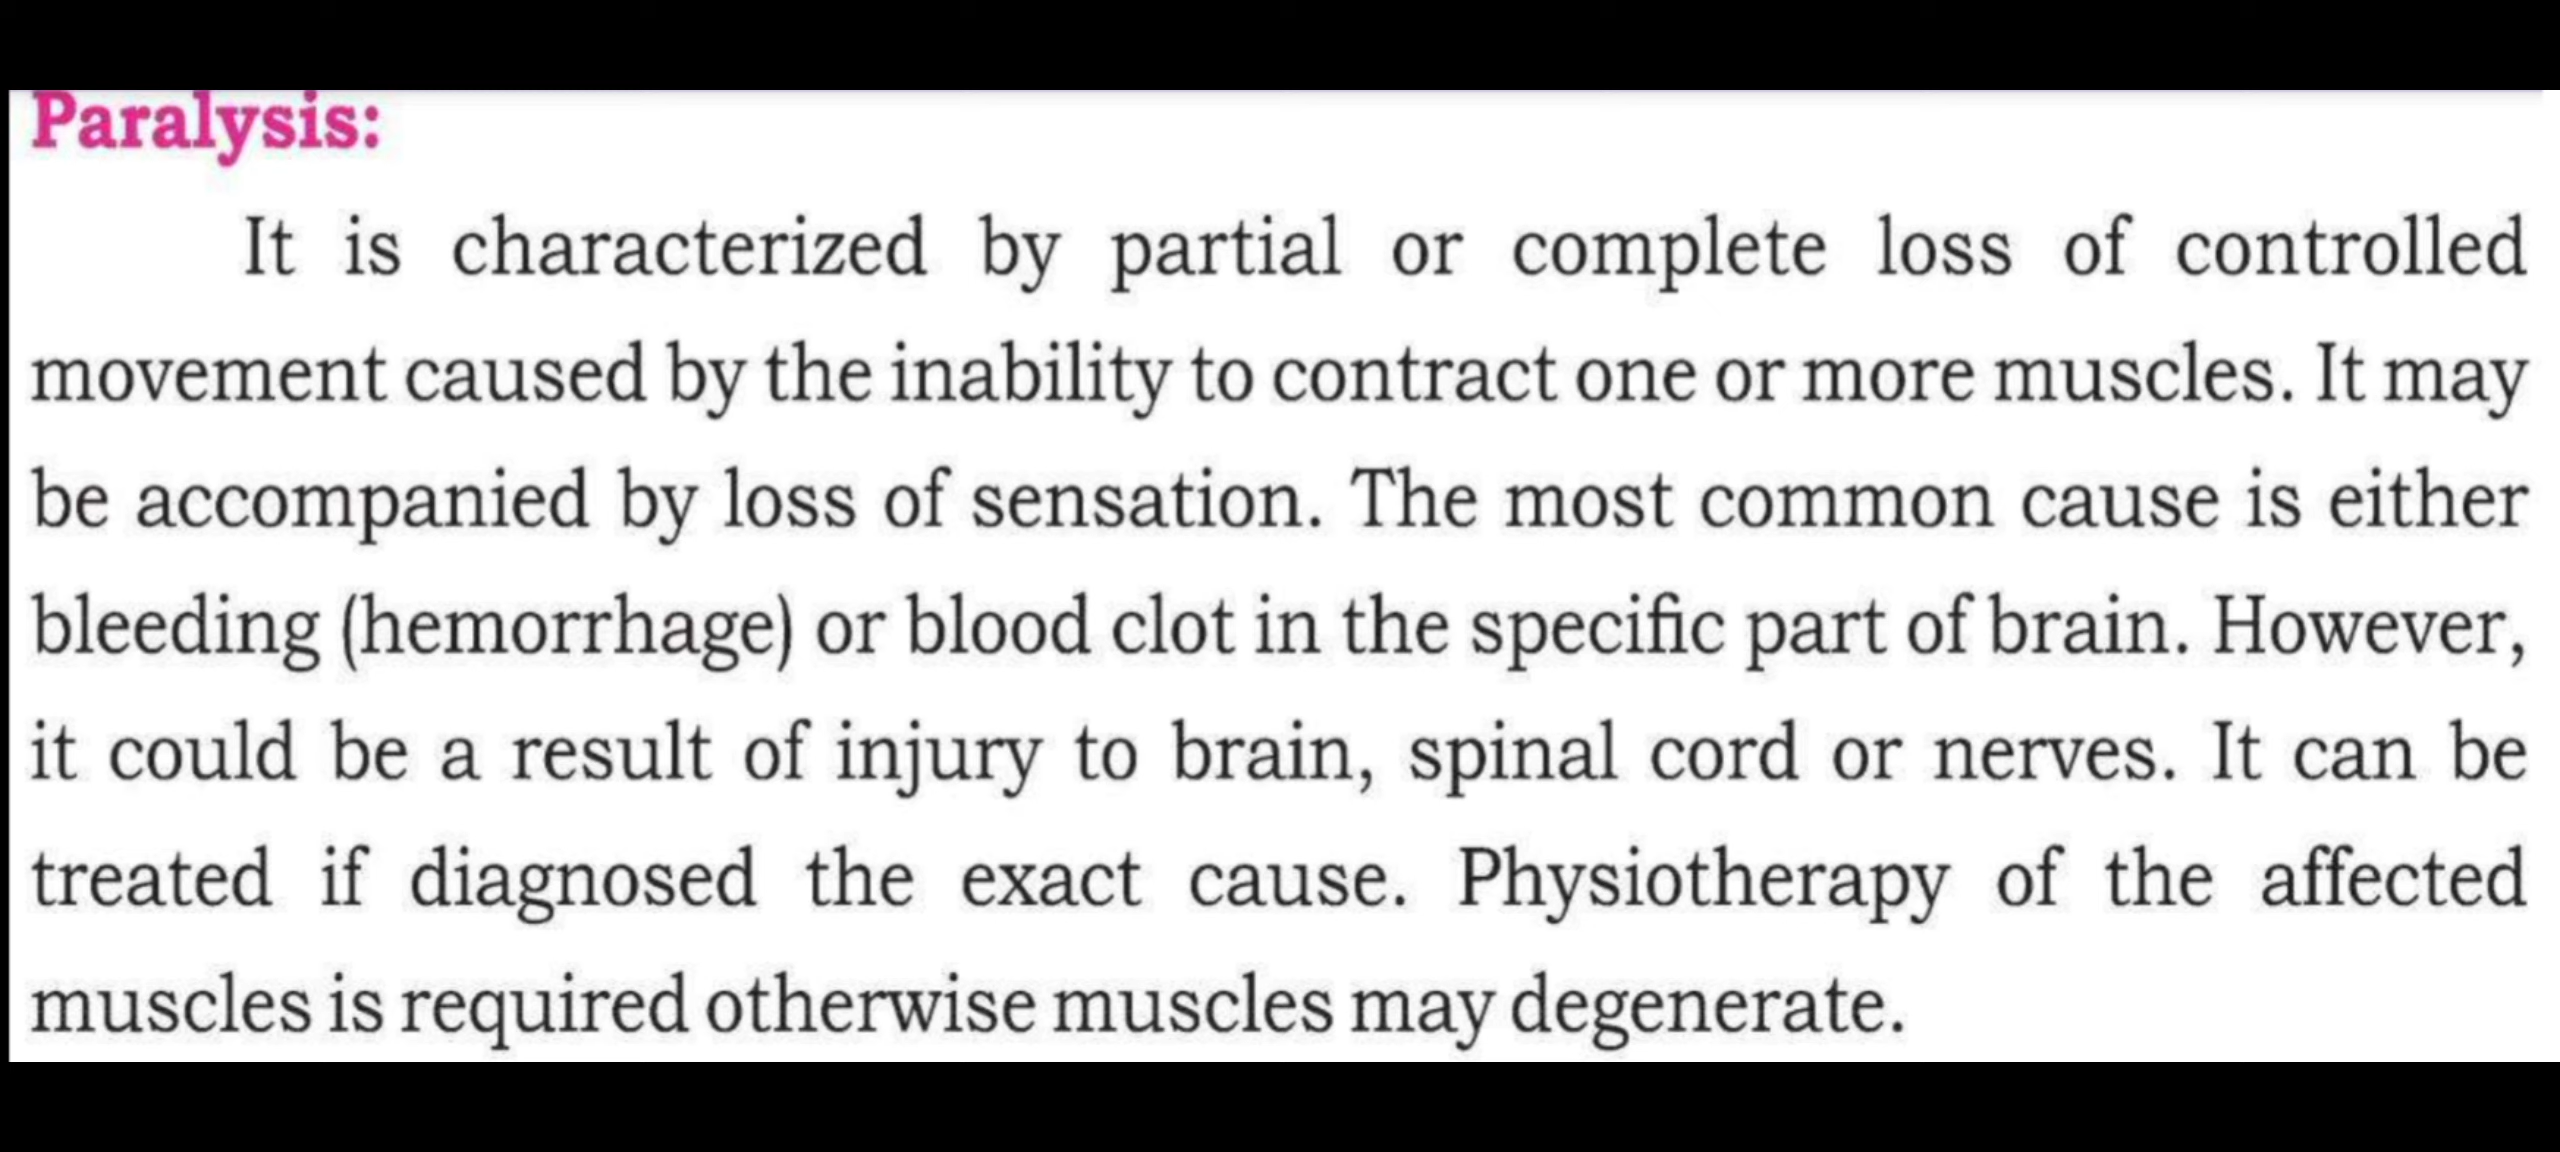 Paralysis:
It is characterized by partial or complete loss of controlled
movement caused by the inability to contract one or more muscles. It may
be accompanied by loss of sensation. The most common cause is either
bleeding (hemorrhage) or blood clot in the specific part of brain. However,
it could be a result of injury to brain, spinal cord or nerves. It can be
treated if diagnosed the exact cause. Physiotherapy of the affected
muscles is required otherwise muscles may degenerate.